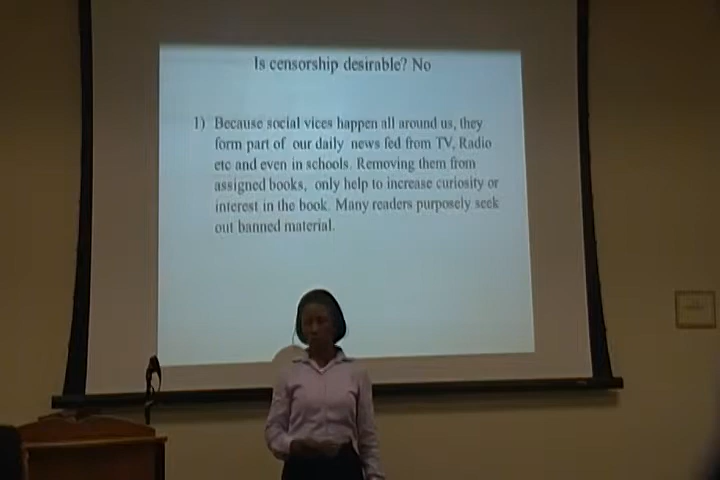 Is censorship desirable? No
1) Because social vices happen all around us, they
form part of our daily news fed from TV, Radio
etc and even in schools. Removing them from
assigned books, only help to increase curiosity or
interest in the book. Many readers purposely seek
out banned material.